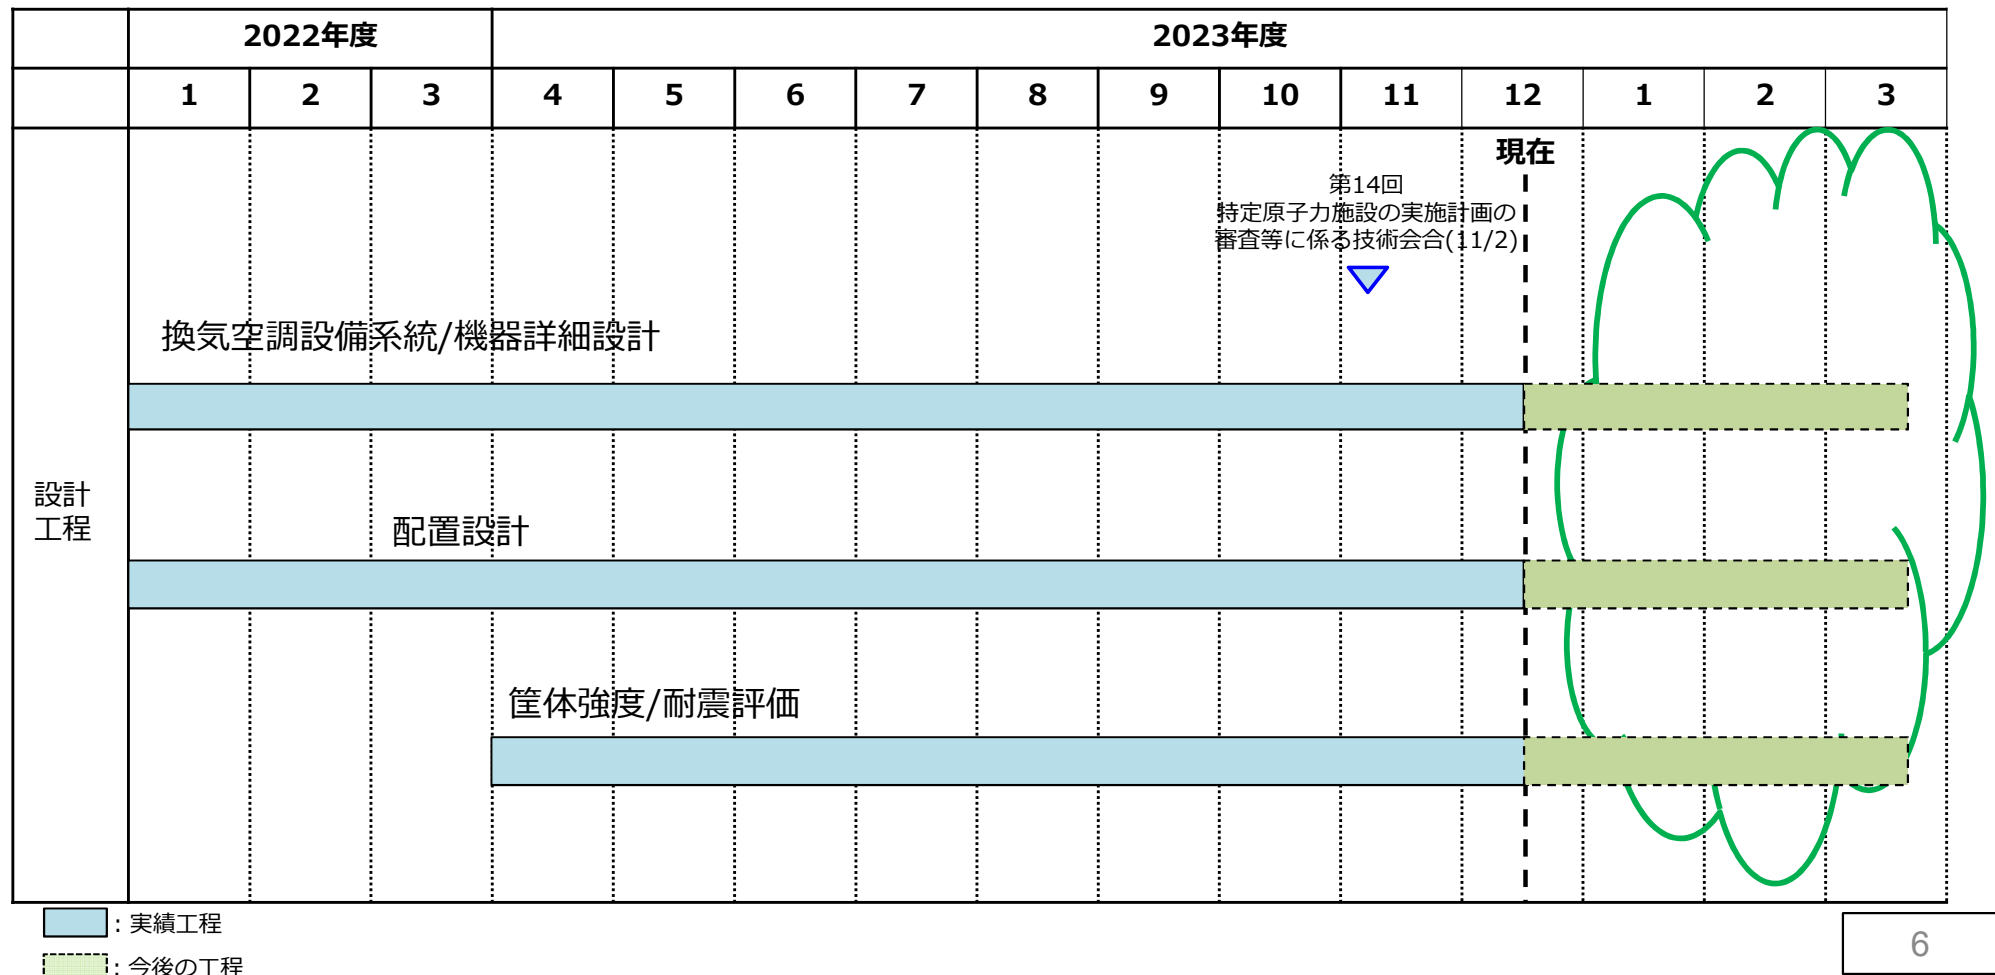 2022年度 2023年度
1 2 3 4 5 6 7 8 9 10 11 12 1 2 3
現在
第14回
特定原子力施設の実施計画の
審査等に係る技術会合(11/2)
換気空調設備系統/機器詳細設計
設計
工程
配置設計
筐体強度/耐震評価
：実績工程
：今後の工程
6